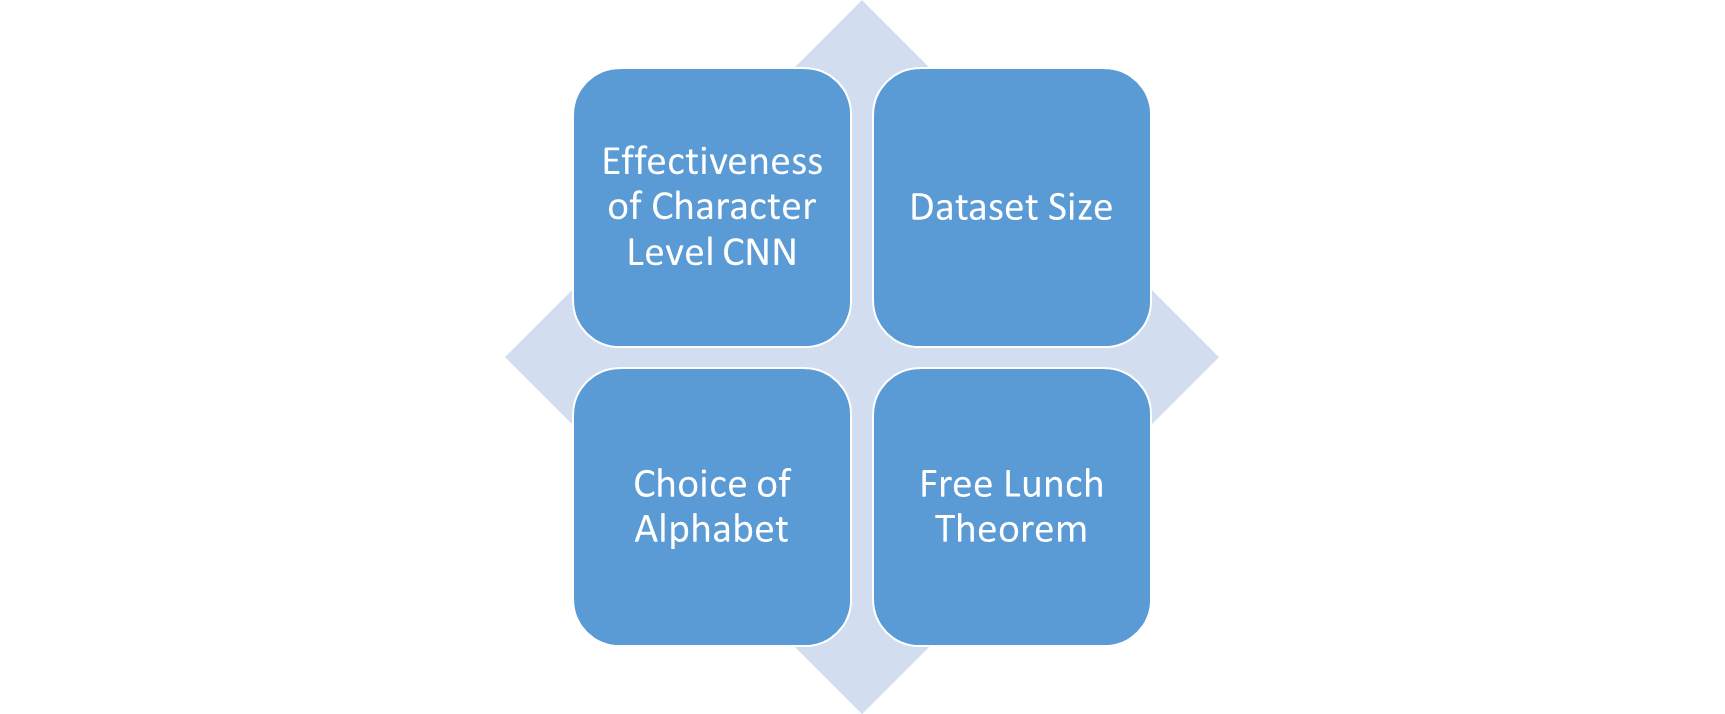 Effectiveness
of Character
Level CNN
Dataset Size
Choice of
Alphabet
Free Lunch
Theorem